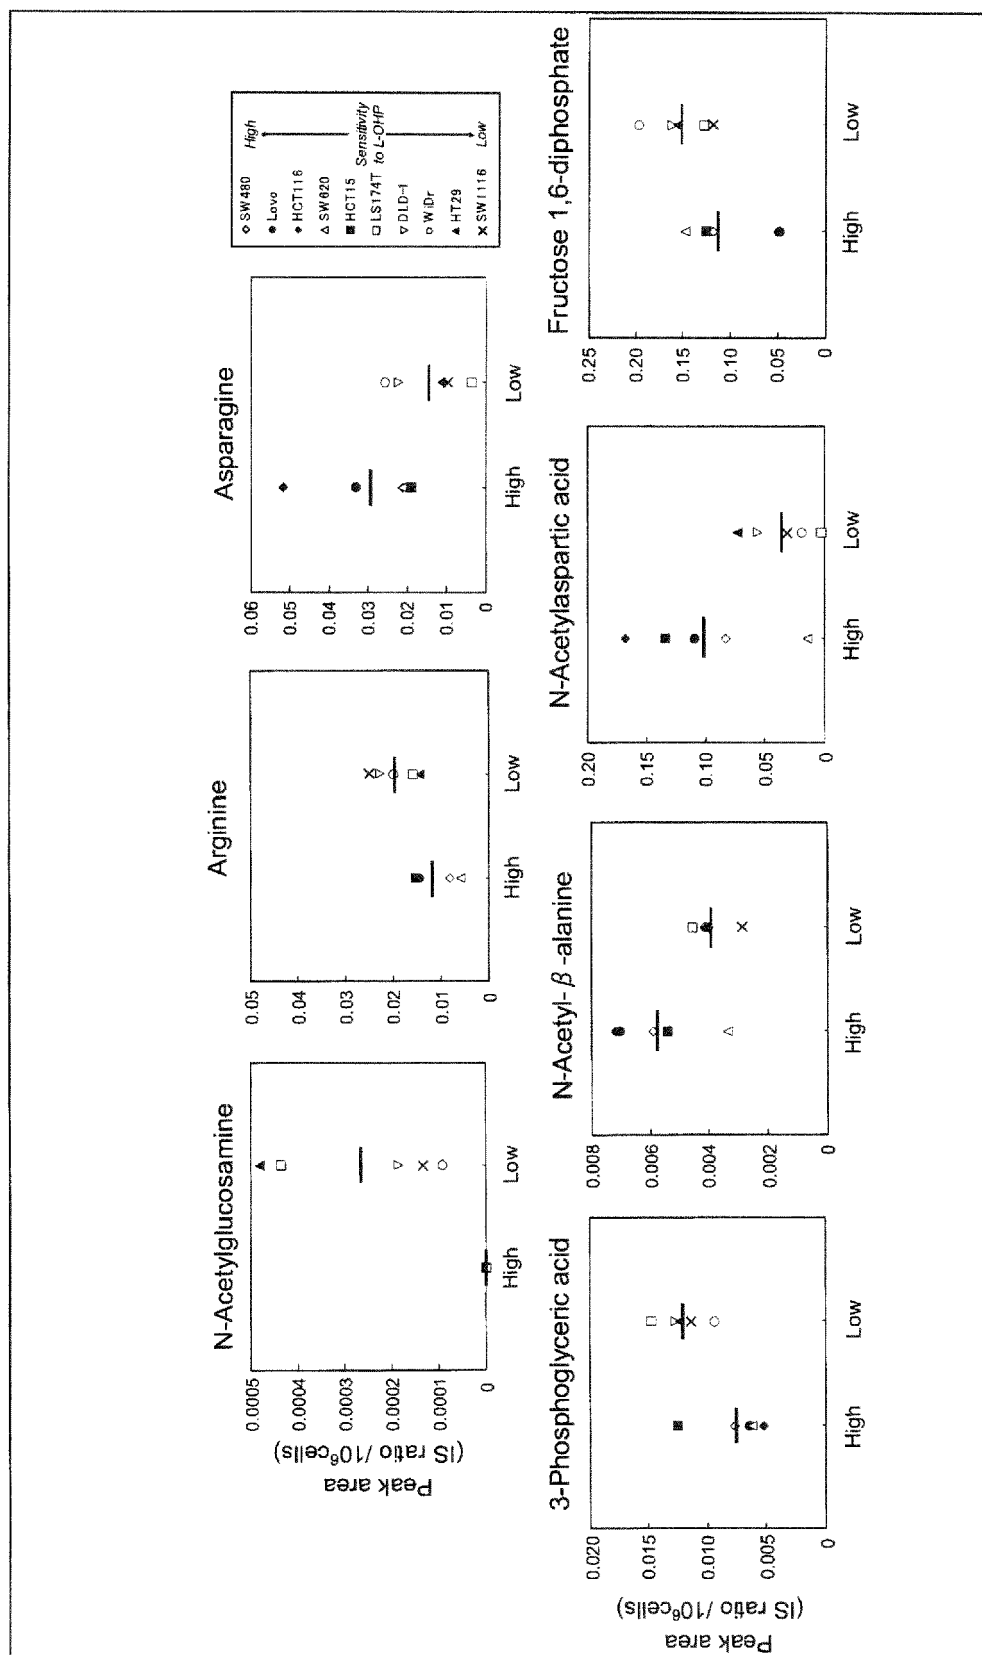 N-Acetylglucosamine
Peak area
(IS ratio /10⁶cells)
0.0005
0.0004
0.0003
0.0002
0.0001
0
High
Low
Arginine
0.05
0.04
0.03
0.02
0.01
0
High
Low
Asparagine
0.06
0.05
0.04
0.03
0.02
0.01
0
High
Low
◇ SW480
● Lovo
◆ HCT116
△ SW620
■ HCT15
□ LS174T
▽ DLD-1
○ WiDr
▲ HT29
× SW1116
High
Sensitivity
to L-OHP
Low
3-Phosphoglyceric acid
Peak area
(IS ratio /10⁶cells)
0.020
0.015
0.010
0.005
0
High
Low
N-Acetyl-β-alanine
0.008
0.006
0.004
0.002
0
High
Low
N-Acetylaspartic acid
0.20
0.15
0.10
0.05
0
High
Low
Fructose 1,6-diphosphate
0.25
0.20
0.15
0.10
0.05
0
High
Low